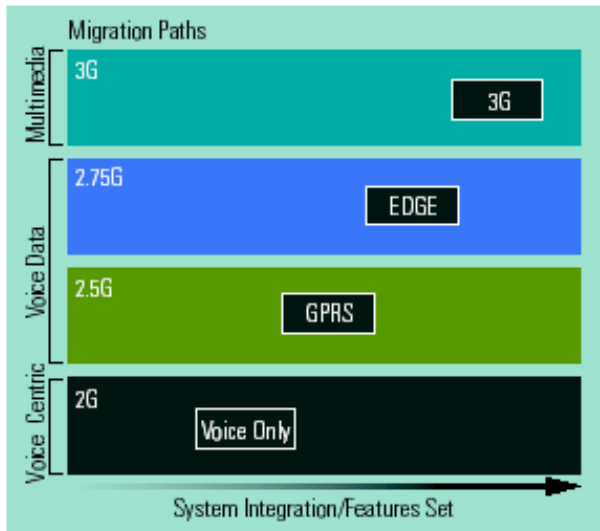 Migration Paths
Multimedia
3G
3G
Voice Data
2.75G
EDGE
2.5G
GPRS
Voice Centric
2G
Voice Only
System Integration/Features Set